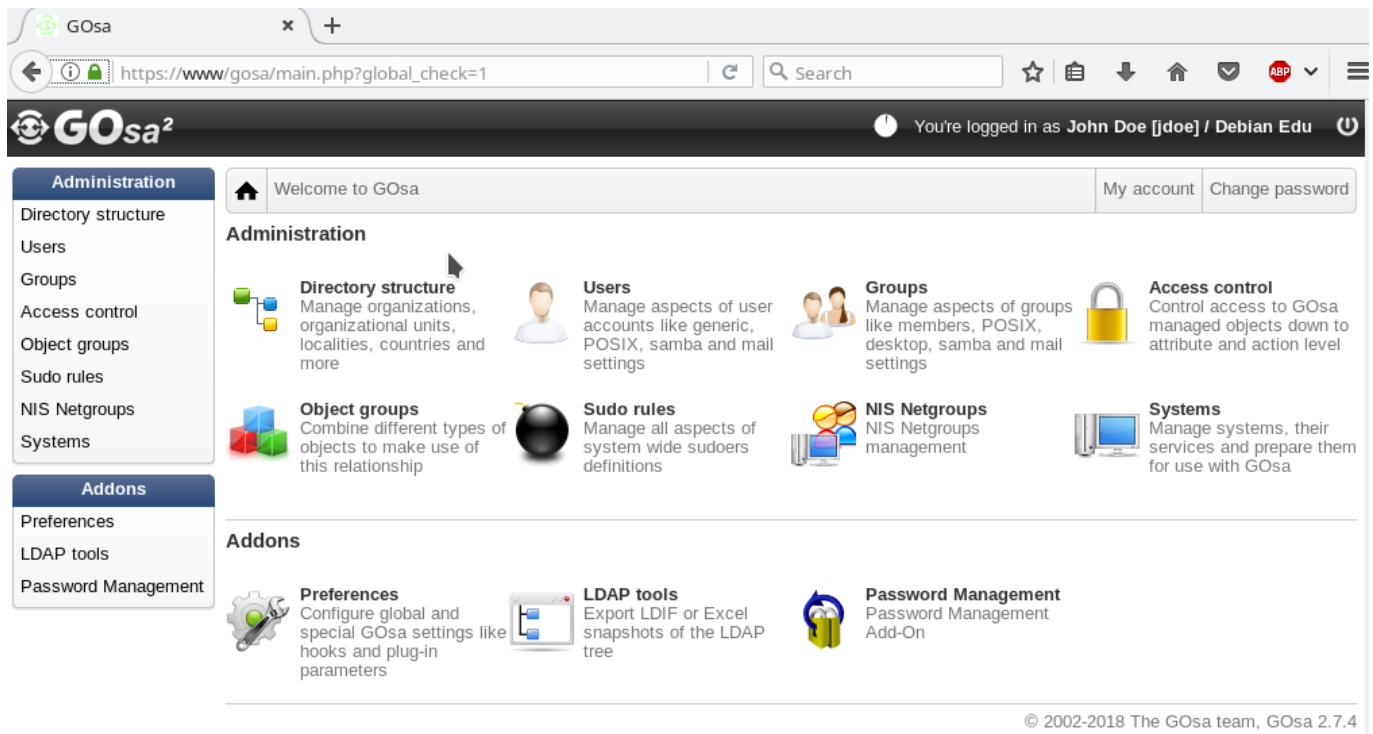 GOsa
https://www/gosa/main.php?global_check=1
Search
ABP
GOsa²
You're logged in as John Doe [jdoe] / Debian Edu
Administration
Directory structure
Users
Groups
Access control
Object groups
Sudo rules
NIS Netgroups
Systems
Addons
Preferences
LDAP tools
Password Management
Welcome to GOsa
My account
Change password
Administration
Directory structure
Manage organizations,
organizational units,
localities, countries and
more
Users
Manage aspects of user
accounts like generic,
POSIX, samba and mail
settings
Groups
Manage aspects of groups
like members, POSIX,
desktop, samba and mail
settings
Access control
Control access to GOsa
managed objects down to
attribute and action level
Object groups
Combine different types of
objects to make use of
this relationship
Sudo rules
Manage all aspects of
system wide sudoers
definitions
NIS Netgroups
NIS Netgroups
management
Systems
Manage systems, their
services and prepare them
for use with GOsa
Addons
Preferences
Configure global and
special GOsa settings like
hooks and plug-in
parameters
LDAP tools
Export LDIF or Excel
snapshots of the LDAP
tree
Password Management
Password Management
Add-On
© 2002-2018 The GOsa team, GOsa 2.7.4